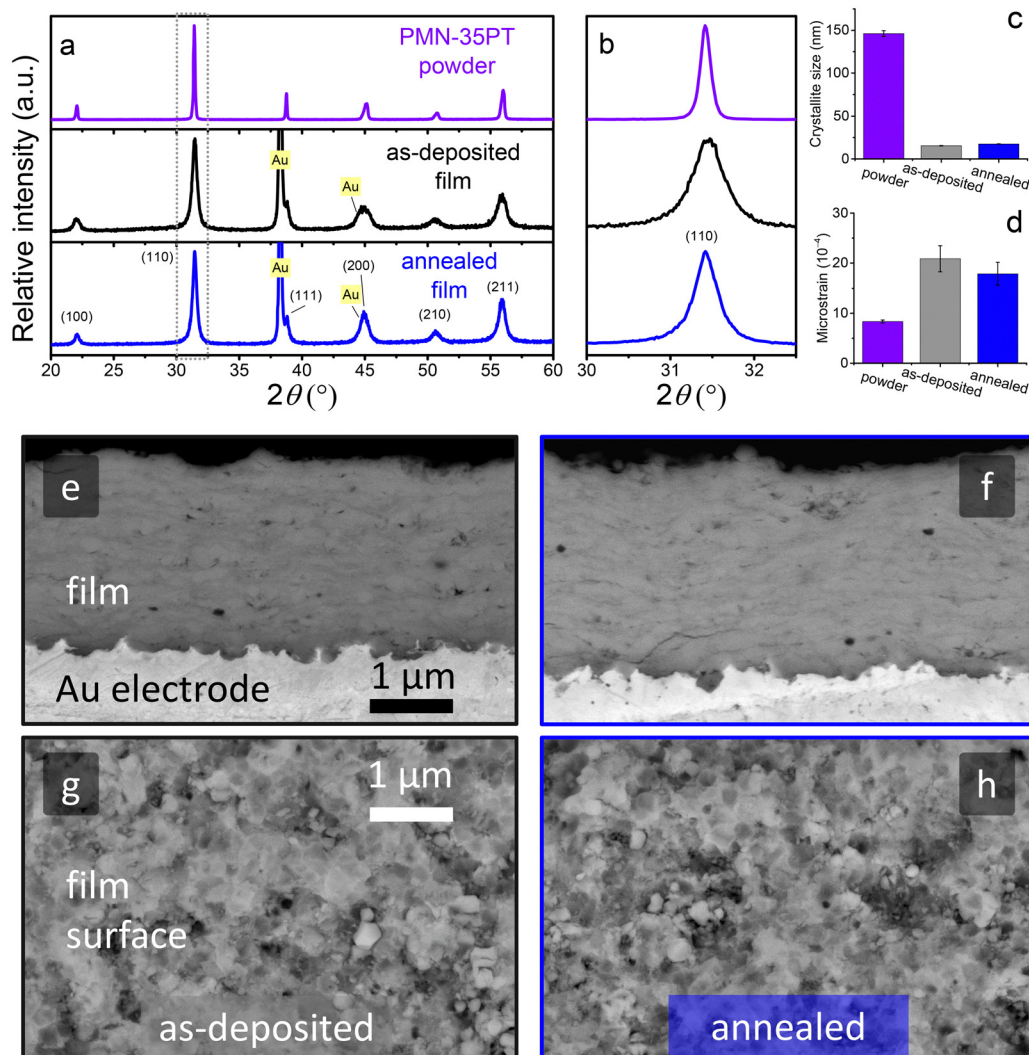 a
PMN-35PT
powder
Au
as-deposited
film
Au
(110)
Au
annealed
film
(200)
Au
(111)
(100)
(210)
(211)
Relative intensity (a.u.)
20 25 30 35 40 45 50 55 60
2θ (°)
b
(110)
30 31 32
2θ (°)
c
Crystallite size (nm)
150
100
50
0
powder
as-deposited
annealed
d
Microstrain (10⁻⁴)
30
20
10
0
powder
as-deposited
annealed
e
film
Au electrode
1 μm
f
g
1 μm
film
surface
as-deposited
h
annealed